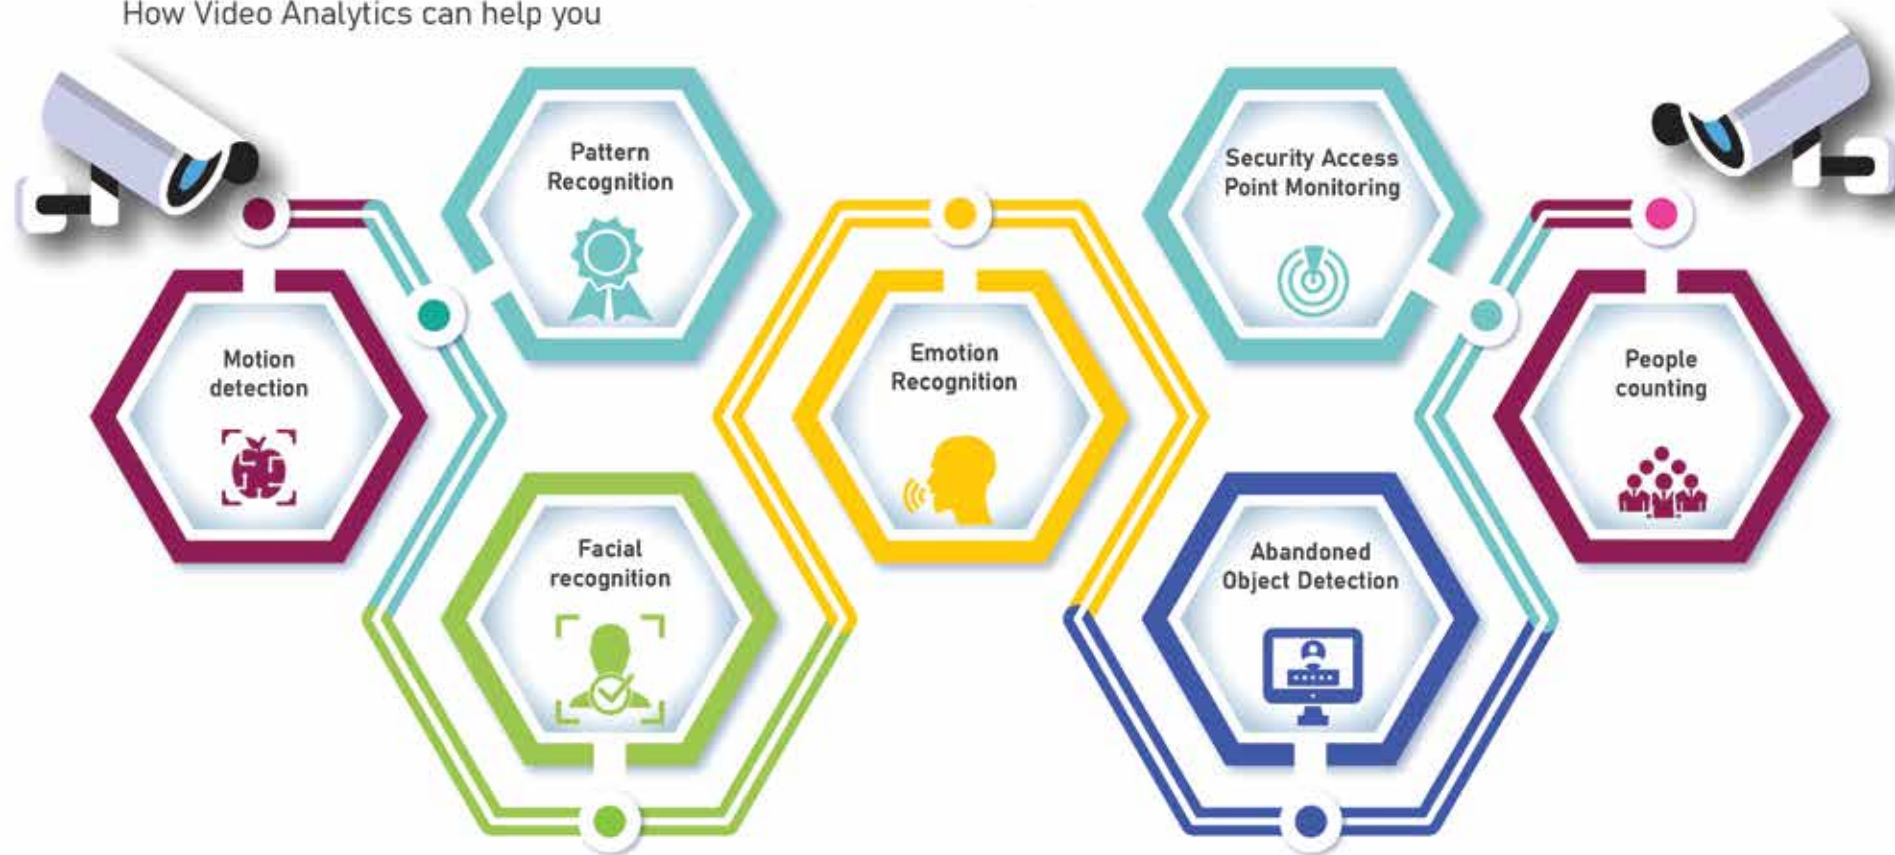 How Video Analytics can help you
Pattern
Recognition
Security Access
Point Monitoring
Motion
detection
Emotion
Recognition
People
counting
Facial
recognition
Abandoned
Object Detection